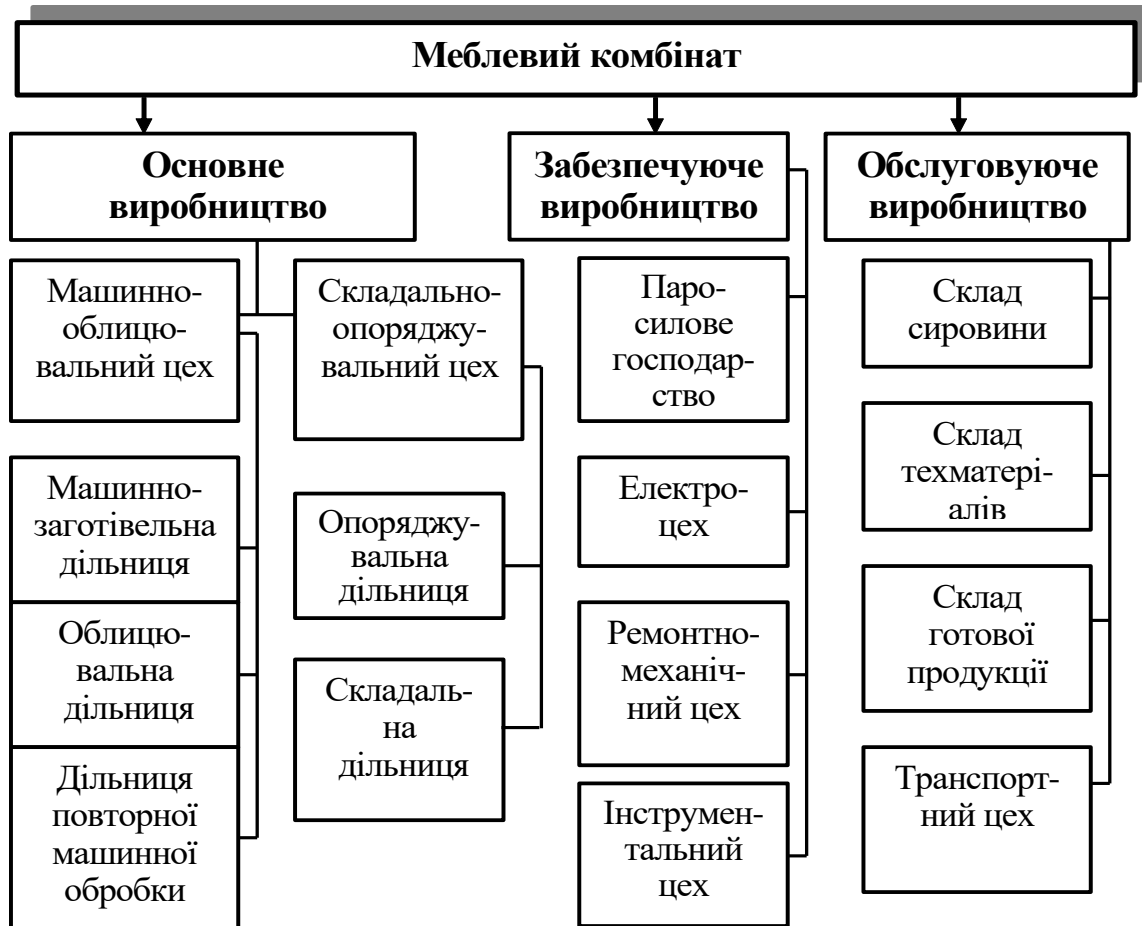 Меблевий комбінат
Основне
виробництво
Забезпечуюче
виробництво
Обслуговуюче
виробництво
Машинно-
облицю-
вальний цех
Складально-
опоряджу-
вальний цех
Машинно-
заготівельна
дільниця
Облицю-
вальна
дільниця
Дільниця
повторної
машинної
обробки
Опоряджу-
вальна
дільниця
Складаль-
на
дільниця
Паро-
силове
господар-
ство
Електро-
цех
Ремонтно-
механіч-
ний цех
Інструмен-
тальний
цех
Склад
сировини
Склад
техматері-
алів
Склад
готової
продукції
Транспорт-
ний цех